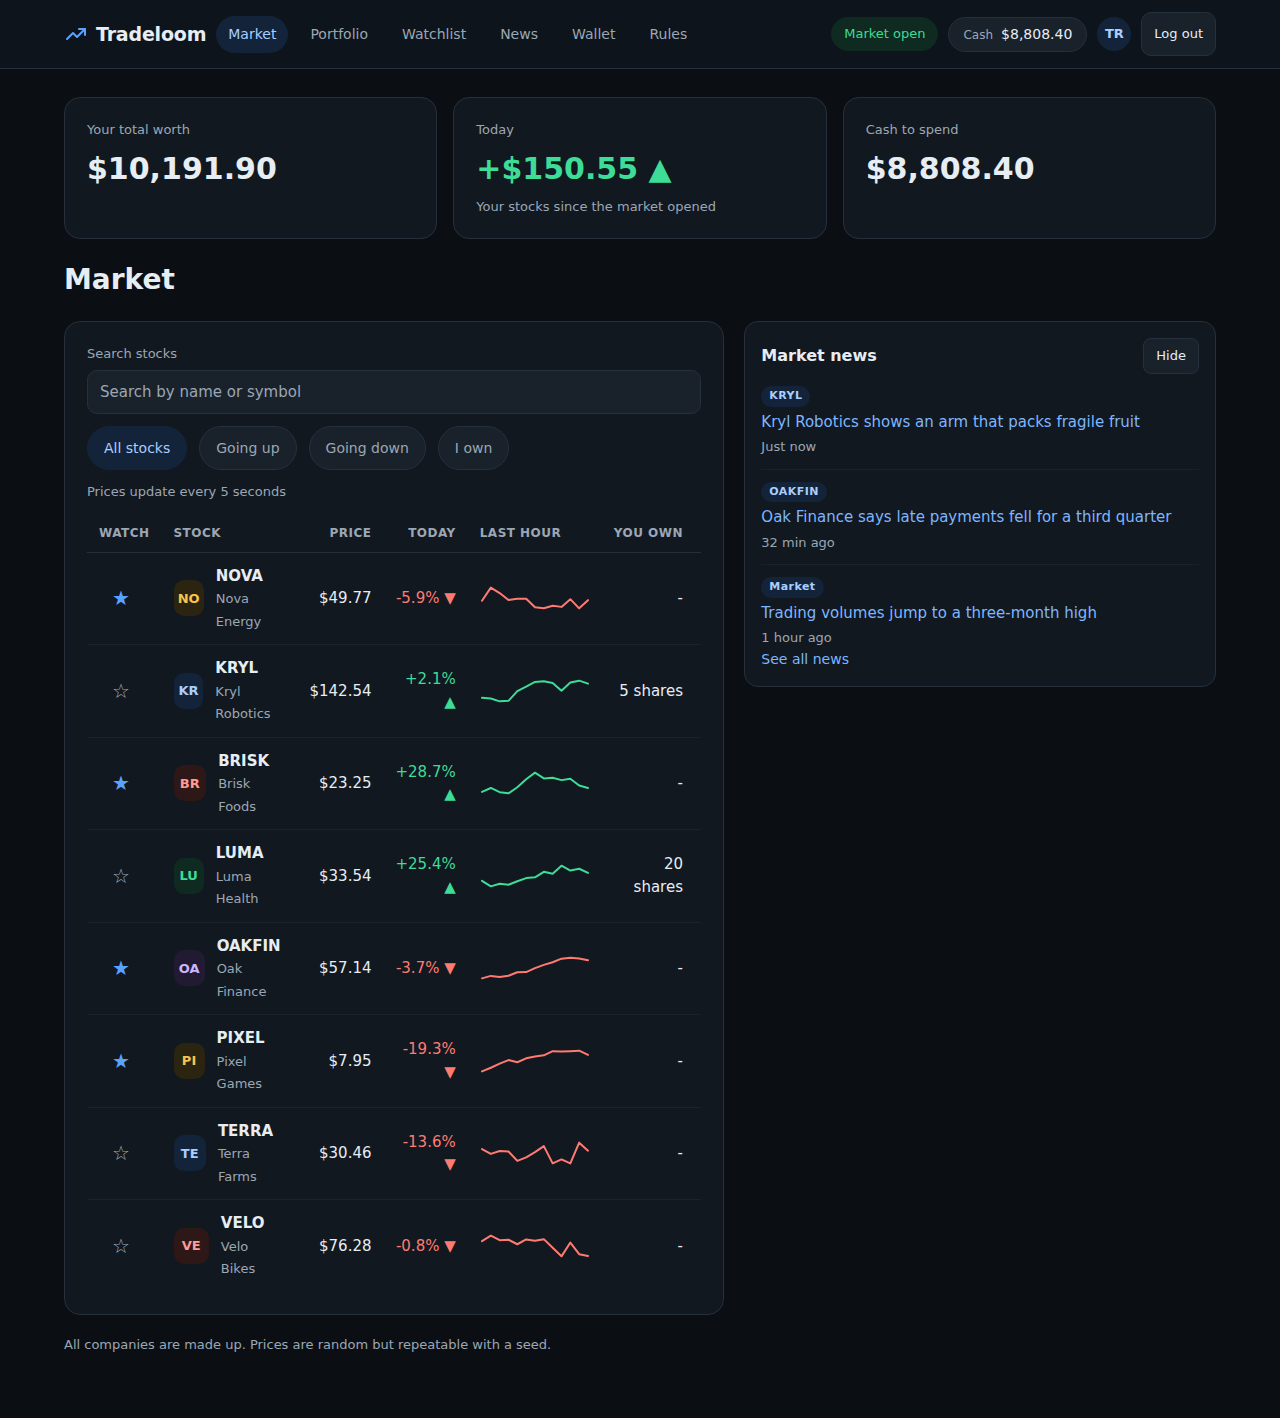 Tradeloom Market Portfolio Watchlist News Wallet Rules Market open Cash $8,808.40 TR Log out
Your total worth
$10,191.90
Today
+$150.55 ▲
Your stocks since the market opened
Cash to spend
$8,808.40
Market
Search stocks
Search by name or symbol
All stocks Going up Going down I own
Prices update every 5 seconds
WATCH STOCK PRICE TODAY LAST HOUR YOU OWN
★ NO NOVA $49.77 -5.9% ▼ -
Nova
Energy
☆ KR KRYL $142.54 +2.1% ▲ 5 shares
Kryl
Robotics
★ BR BRISK $23.25 +28.7% ▲ -
Brisk
Foods
☆ LU LUMA $33.54 +25.4% ▲ 20 shares
Luma
Health
★ OA OAKFIN $57.14 -3.7% ▼ -
Oak
Finance
★ PI PIXEL $7.95 -19.3% ▼ -
Pixel
Games
☆ TE TERRA $30.46 -13.6% ▼ -
Terra
Farms
☆ VE VELO $76.28 -0.8% ▼ -
Velo
Bikes
Market news Hide
KRYL
Kryl Robotics shows an arm that packs fragile fruit
Just now
OAKFIN
Oak Finance says late payments fell for a third quarter
32 min ago
Market
Trading volumes jump to a three-month high
1 hour ago
See all news
All companies are made up. Prices are random but repeatable with a seed.